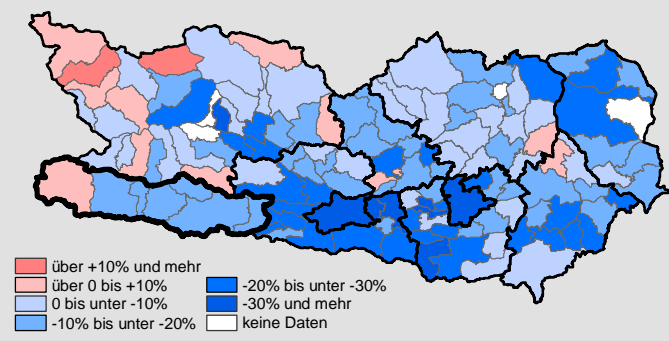 über +10% und mehr
über 0 bis +10%
0 bis unter -10%
-10% bis unter -20%
-20% bis unter -30%
-30% und mehr
keine Daten